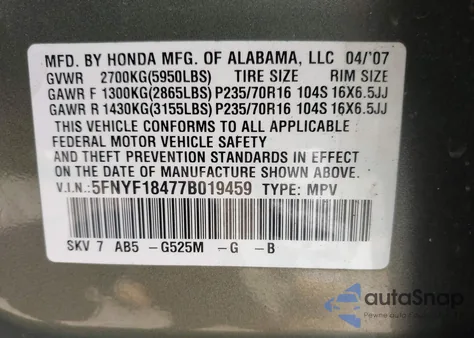 MFD. BY HONDA MFG. OF ALABAMA, LLC 04/'07
GVWR 2700KG(5950LBS) TIRE SIZE RIM SIZE
GAWR F 1300KG(2865LBS) P235/70R16 104S 16X6.5JJ
GAWR R 1430KG(3155LBS) P235/70R16 104S 16X6.5JJ
THIS VEHICLE CONFORMS TO ALL APPLICABLE
FEDERAL MOTOR VEHICLE SAFETY
AND THEFT PREVENTION STANDARDS IN EFFECT
ON THE DATE OF MANUFACTURE SHOWN ABOVE.
V.I.N.:5FNYF18477B019459 TYPE: MPV
SKV 7 AB5 -G525M -G -B
autaSnap
Pewne auta z